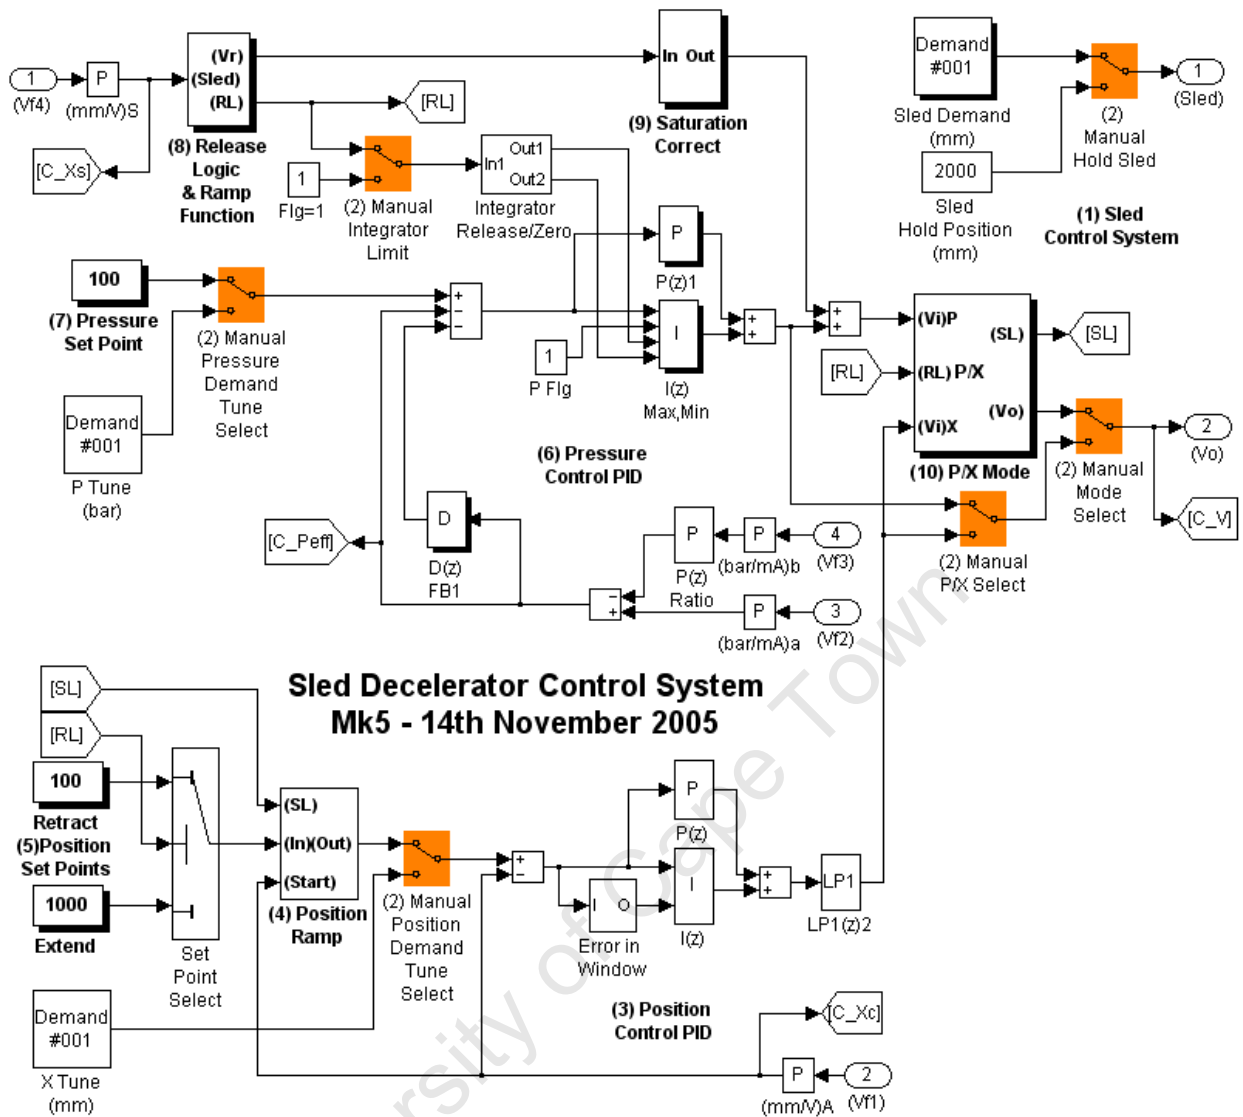 1
(Vf4)
P
(mm/V)S
(Vr)
(Sled)
(RL)
(8) Release
Logic
& Ramp
Function
[C_Xs]
[RL]
1
Flg=1
(2) Manual
Integrator
Limit
In1
Out1
Out2
Integrator
Release/Zero
In Out
(9) Saturation
Correct
Demand
#001
Sled Demand
(mm)
2000
Sled
Hold Position
(mm)
(2)
Manual
Hold Sled
1
(Sled)
(1) Sled
Control System
100
(7) Pressure
Set Point
Demand
#001
P Tune
(bar)
(2) Manual
Pressure
Demand
Tune
Select
+
−
−
P
P(z)1
1
P Flg
I
I(z)
Max,Min
+
+
+
+
(6) Pressure
Control PID
[RL]
(Vi)P
(RL) P/X
(Vi)X
(SL)
(Vo)
(10) P/X Mode
[SL]
(2) Manual
Mode
Select
2
(Vo)
[C_V]
(2) Manual
P/X Select
[C_Peff]
D
D(z)
FB1
−
+
P
P(z)
Ratio
P
(bar/mA)b
4
(Vf3)
P
(bar/mA)a
3
(Vf2)
Sled Decelerator Control System
Mk5 - 14th November 2005
[SL]
[RL]
100
Retract
(5)Position
Set Points
1000
Extend
Set
Point
Select
(SL)
(In)(Out)
(Start)
(4) Position
Ramp
(2) Manual
Position
Demand
Tune
Select
Demand
#001
X Tune
(mm)
+
−
I O
Error in
Window
P
P(z)
I
I(z)
+
+
LP1
LP1(z)2
(3) Position
Control PID
[C_Xc]
P
(mm/V)A
2
(Vf1)
rsity of Cape Town